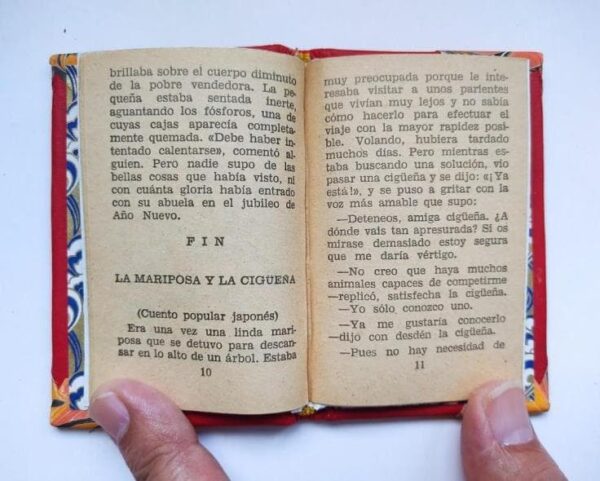 brillaba sobre el cuerpo diminuto
de la pobre vendedora. La pe-
queña estaba sentada inerte,
aguantando los fósforos, una de
cuyas cajas aparecía completa-
mente quemada. «Debe haber in-
tentado calentarse», comentó al-
guien. Pero nadie supo de las
bellas cosas que había visto, ni
con cuánta gloria había entrado
con su abuela en el jubileo de
Año Nuevo.
FIN
LA MARIPOSA Y LA CIGÜEÑA
(Cuento popular japonés)
Era una vez una linda mari-
posa que se detuvo para descan-
sar en lo alto de un árbol. Estaba
10
muy preocupada porque le inte-
resaba visitar a unos parientes
que vivían muy lejos y no sabía
cómo hacerlo para efectuar el
viaje con la mayor rapidez posi-
ble. Volando, hubiera tardado
muchos días. Pero mientras es-
taba buscando una solución, vio
pasar una cigüeña y se dijo: «¡Ya
está!», y se puso a gritar con la
voz más amable que supo:
—Deteneos, amiga cigüeña. ¿A
dónde vais tan apresurada? Si os
mirase demasiado estoy segura
que me daría vértigo.
—No creo que haya muchos
animales capaces de competirme
—replicó, satisfecha la cigüeña.
—Yo sólo conozco uno.
—Ya me gustaría conocerlo
—dijo con desdén la cigüeña.
—Pues no hay necesidad de
11